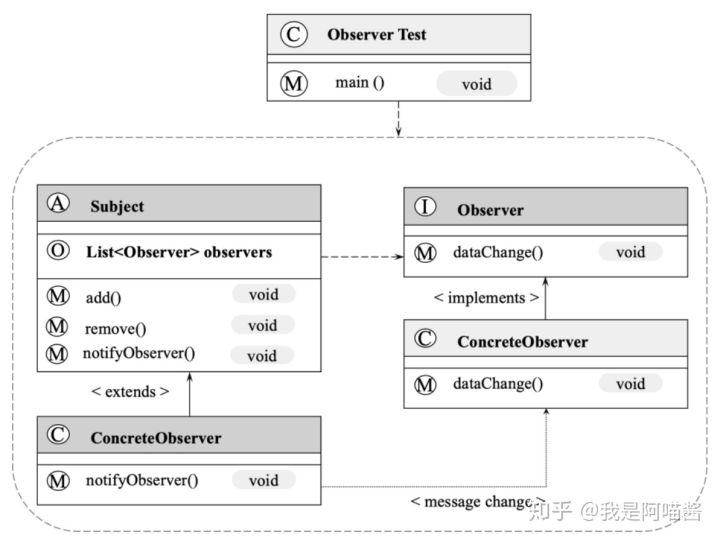 C Observer Test
M main () void
A Subject
O List<Observer> observers
M add() void
M remove() void
M notifyObserver() void
< extends >
C ConcreteObserver
M notifyObserver() void
I Observer
M dataChange() void
< implements >
C ConcreteObserver
M dataChange() void
< message change >
知乎 @我是阿喵酱